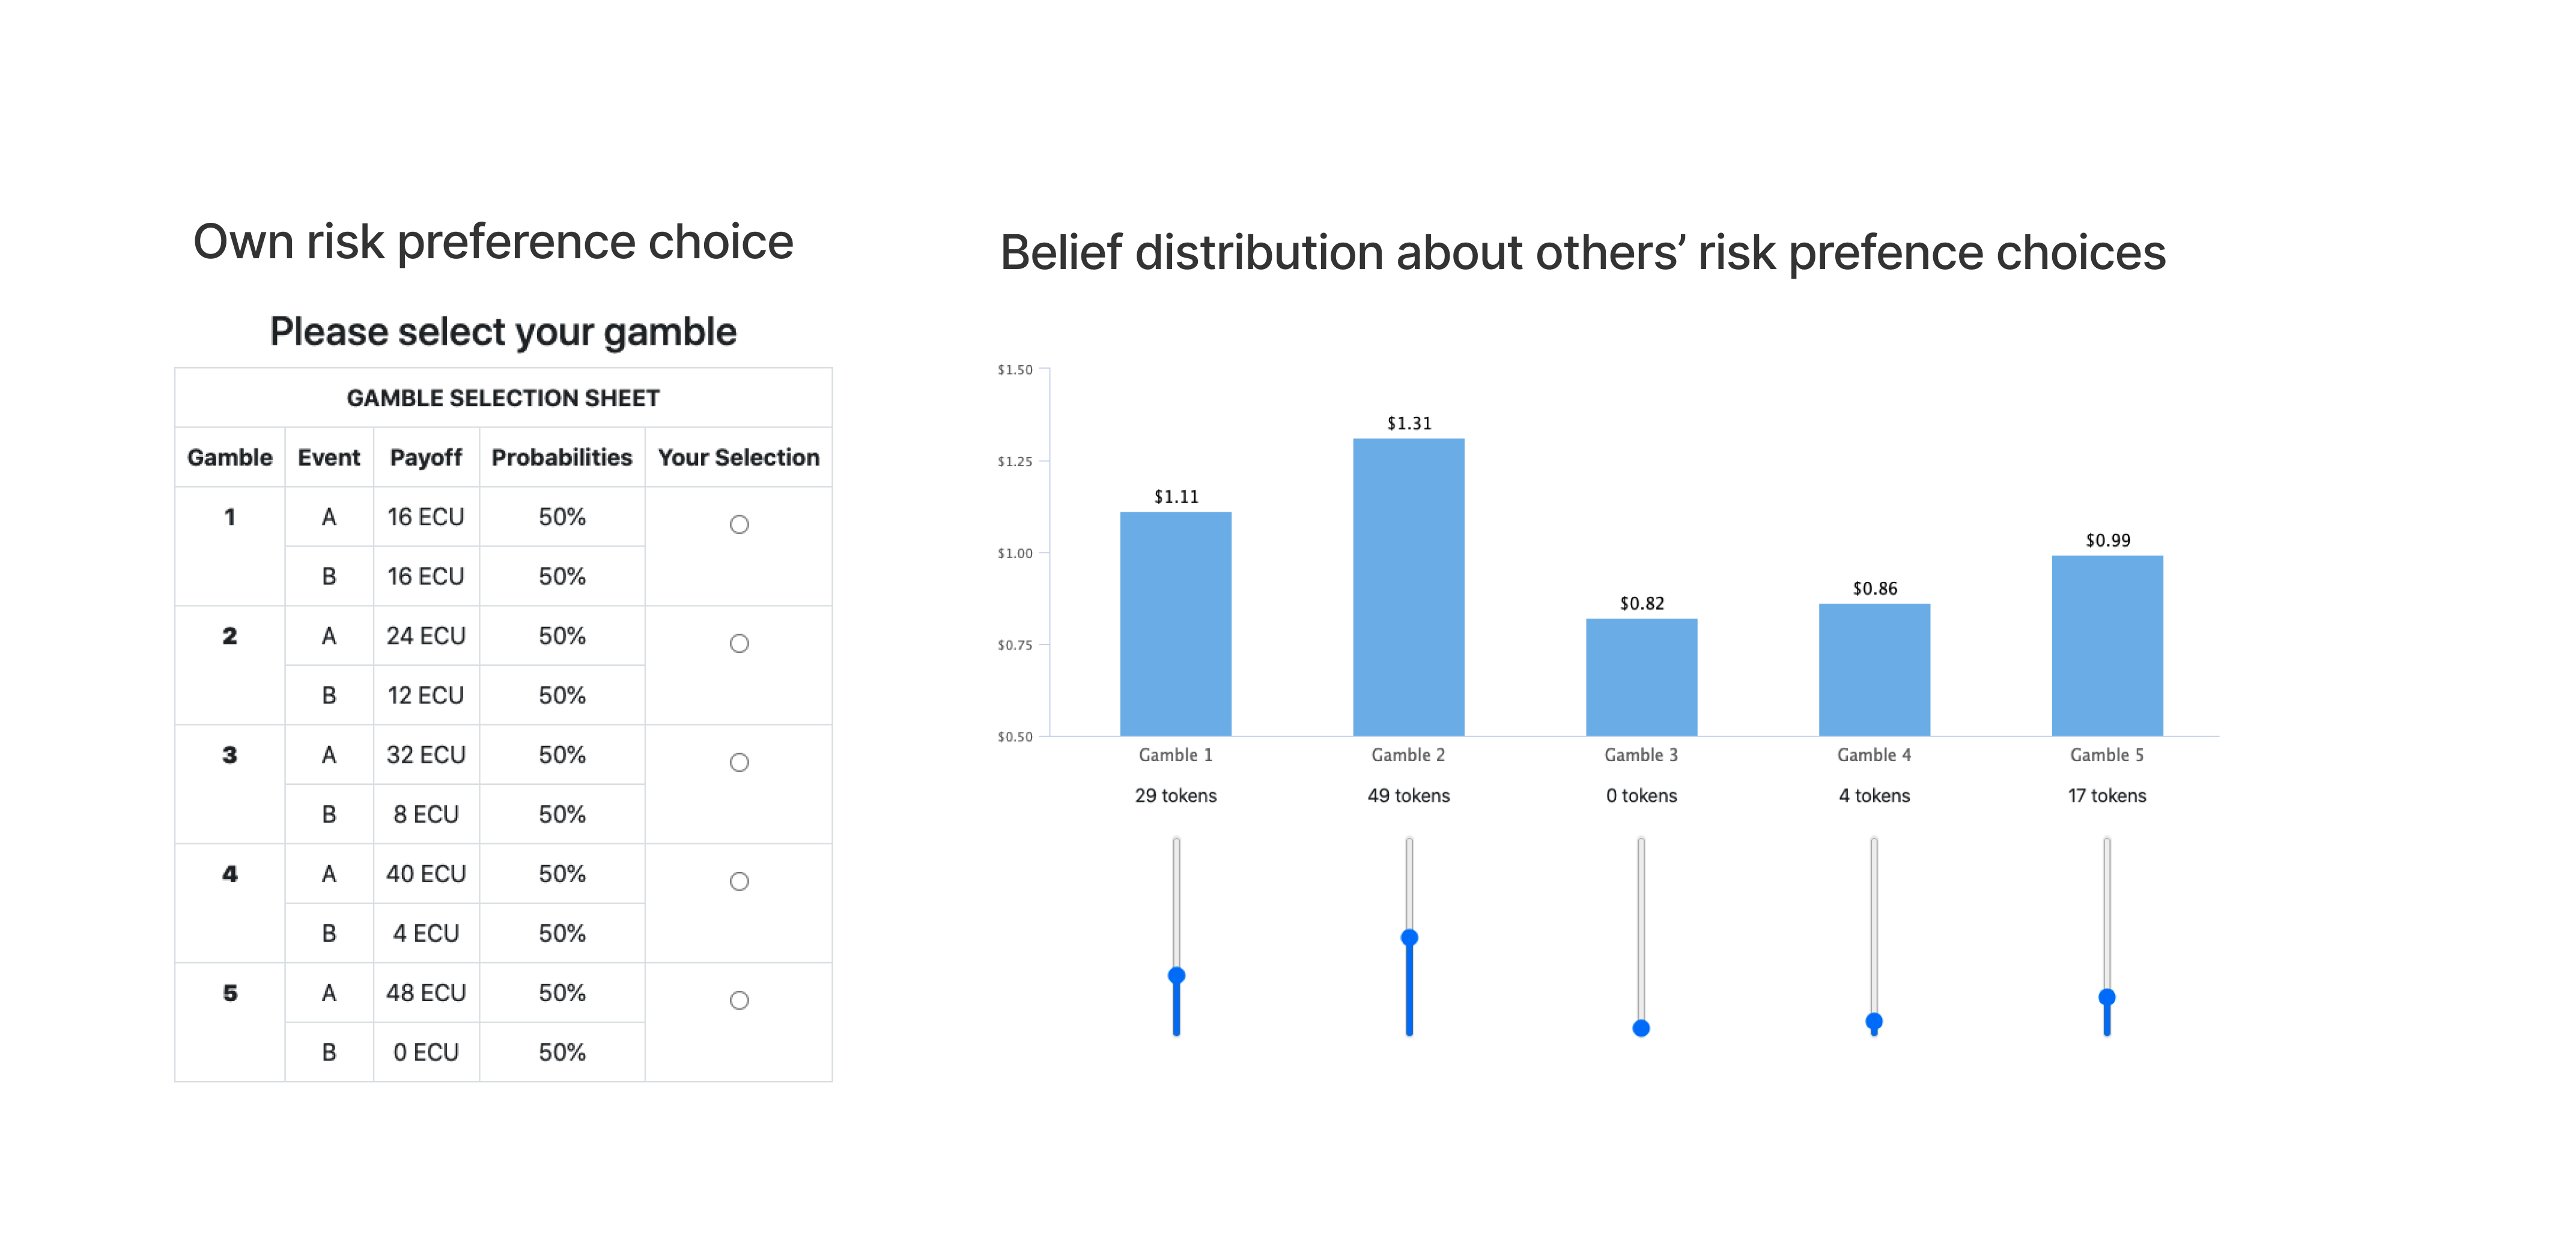 Own risk preference choice
Please select your gamble
GAMBLE SELECTION SHEET
Gamble Event Payoff Probabilities Your Selection
1 A 16 ECU 50%
B 16 ECU 50%
2 A 24 ECU 50%
B 12 ECU 50%
3 A 32 ECU 50%
B 8 ECU 50%
4 A 40 ECU 50%
B 4 ECU 50%
5 A 48 ECU 50%
B 0 ECU 50%
Belief distribution about others’ risk prefence choices
$1.50
$1.25
$1.00
$0.75
$0.50
$1.11 $1.31 $0.82 $0.86 $0.99
Gamble 1 Gamble 2 Gamble 3 Gamble 4 Gamble 5
29 tokens 49 tokens 0 tokens 4 tokens 17 tokens